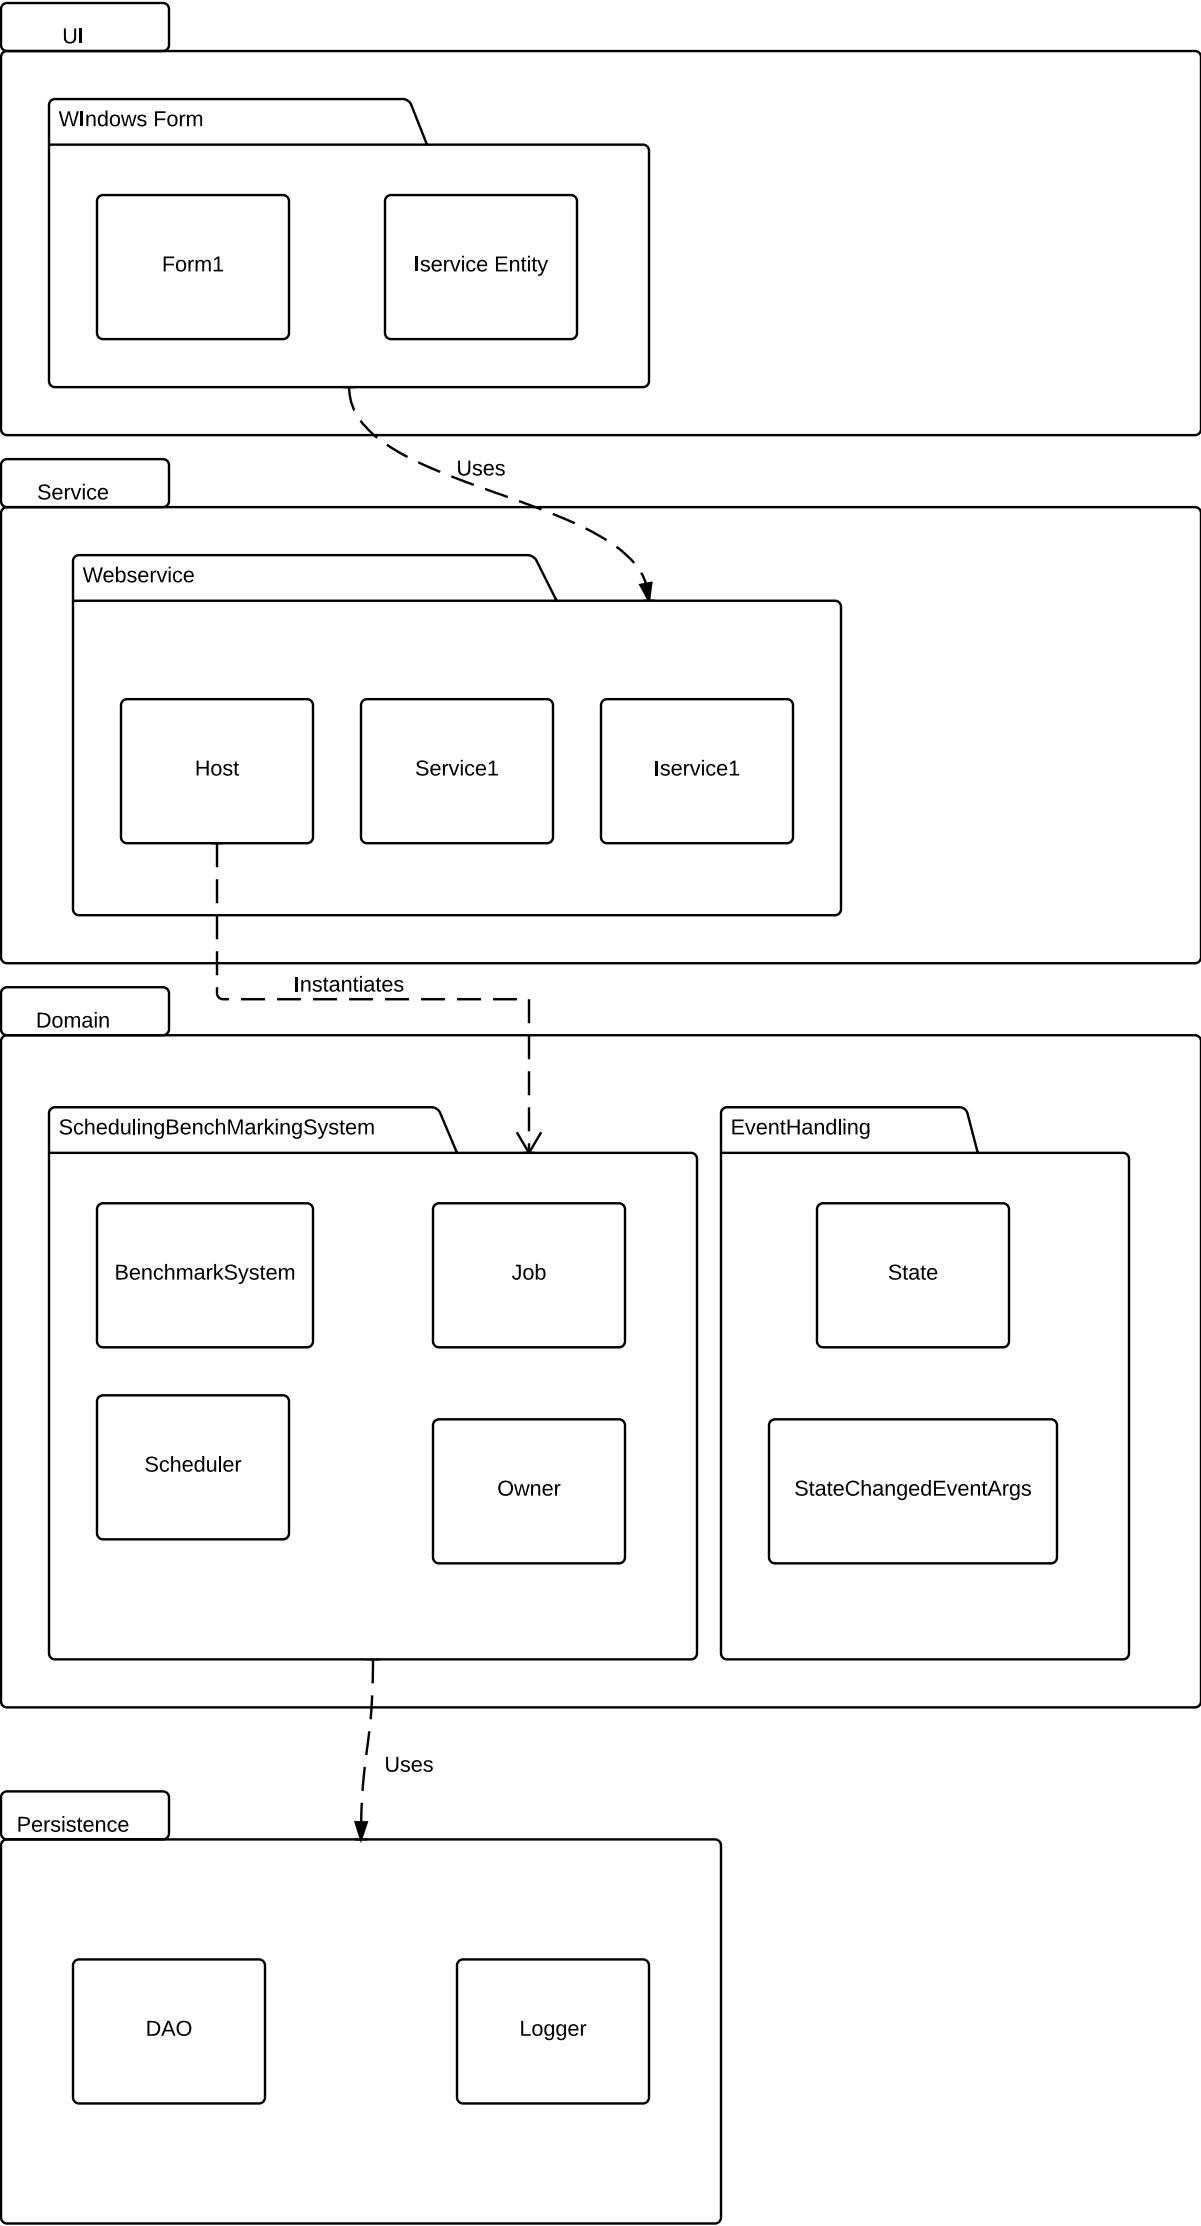 UI
WIndows Form
Form1
Iservice Entity
Uses
Service
Webservice
Host
Service1
Iservice1
Instantiates
Domain
SchedulingBenchMarkingSystem
EventHandling
BenchmarkSystem
Job
State
Scheduler
Owner
StateChangedEventArgs
Uses
Persistence
DAO
Logger